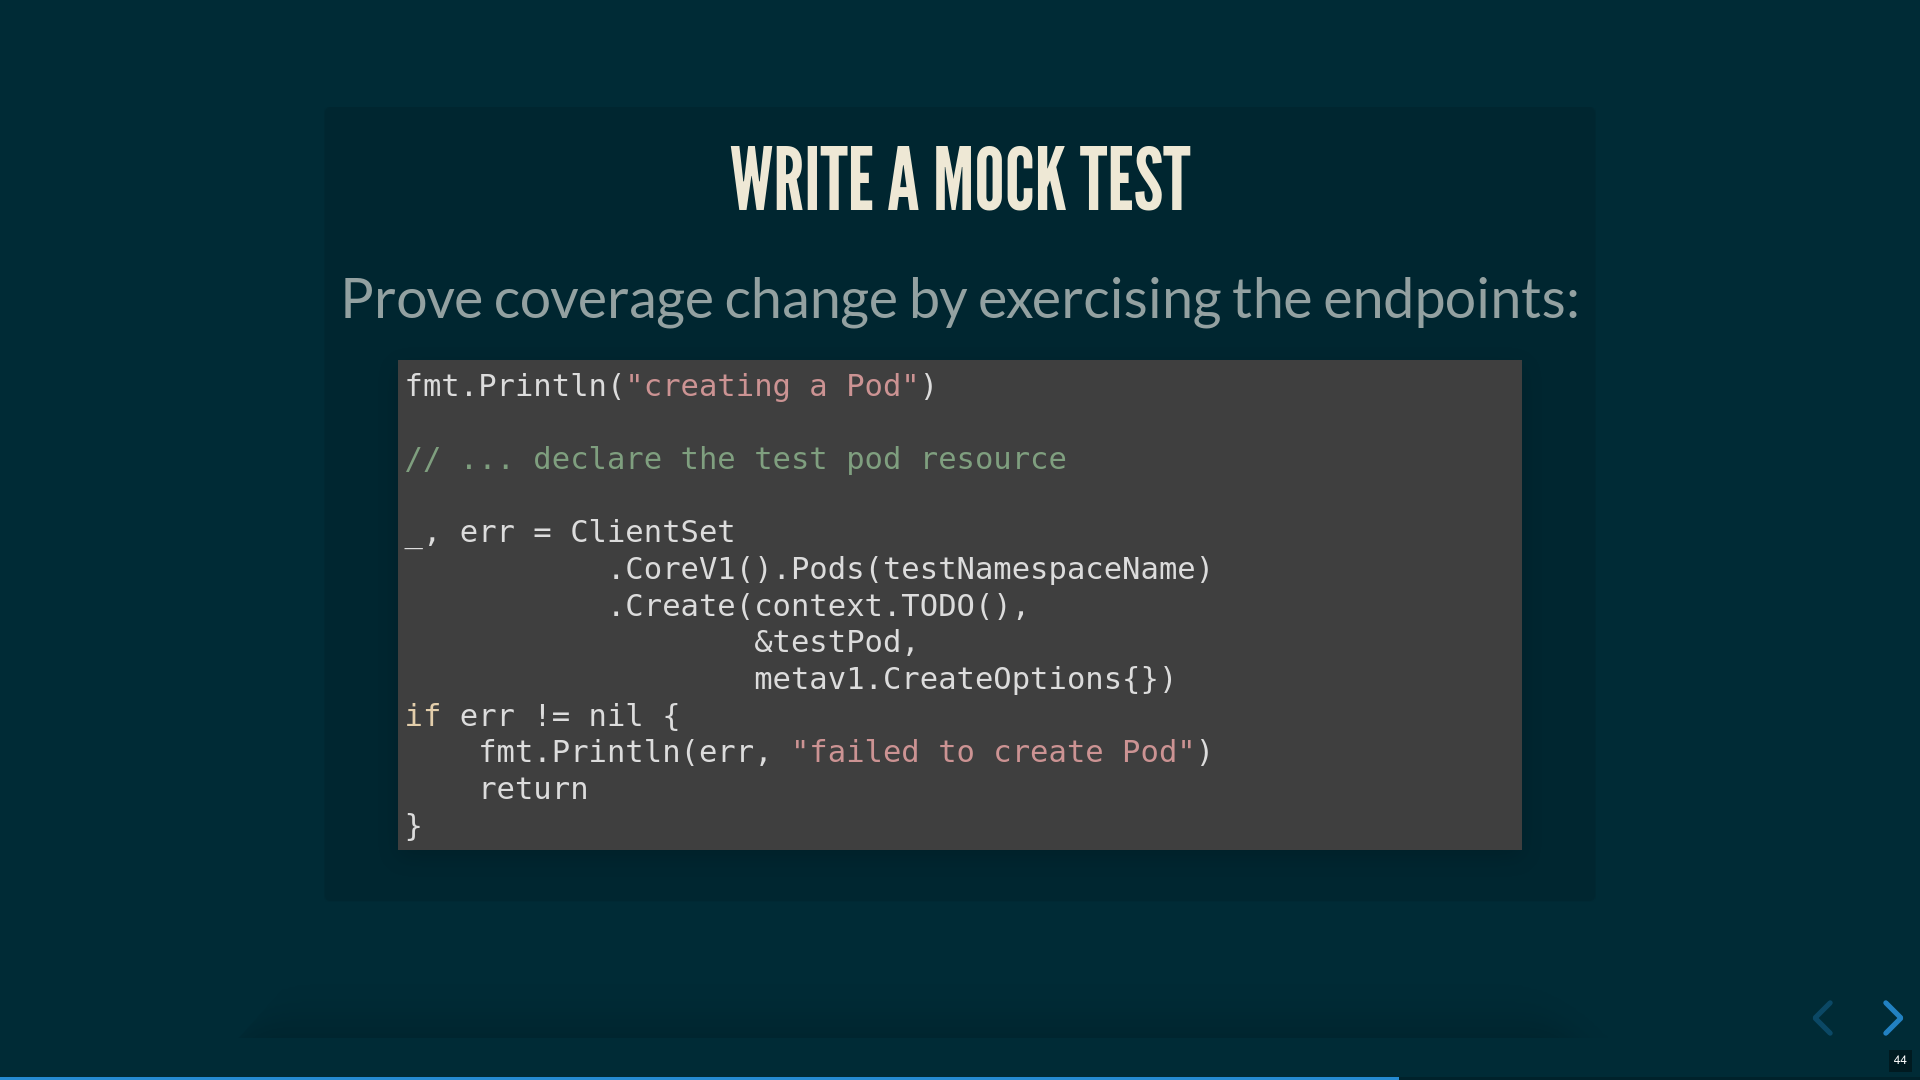 WRITE A MOCK TEST
Prove coverage change by exercising the endpoints:
fmt.Println("creating a Pod")
// ... declare the test pod resource
_, err = ClientSet
.CoreV1().Pods(testNamespaceName)
.Create(context.TODO(),
&testPod,
metav1.CreateOptions{})
if err != nil {
fmt.Println(err, "failed to create Pod")
return
}
44